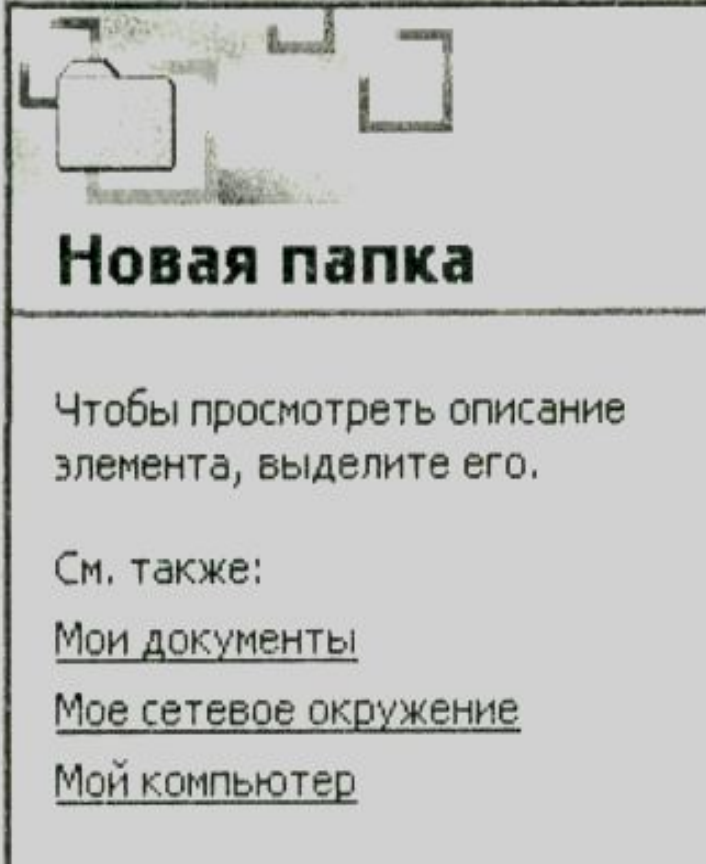 Новая папка
Чтобы просмотреть описание
элемента, выделите его.
См. также:
Мои документы
Мое сетевое окружение
Мой компьютер